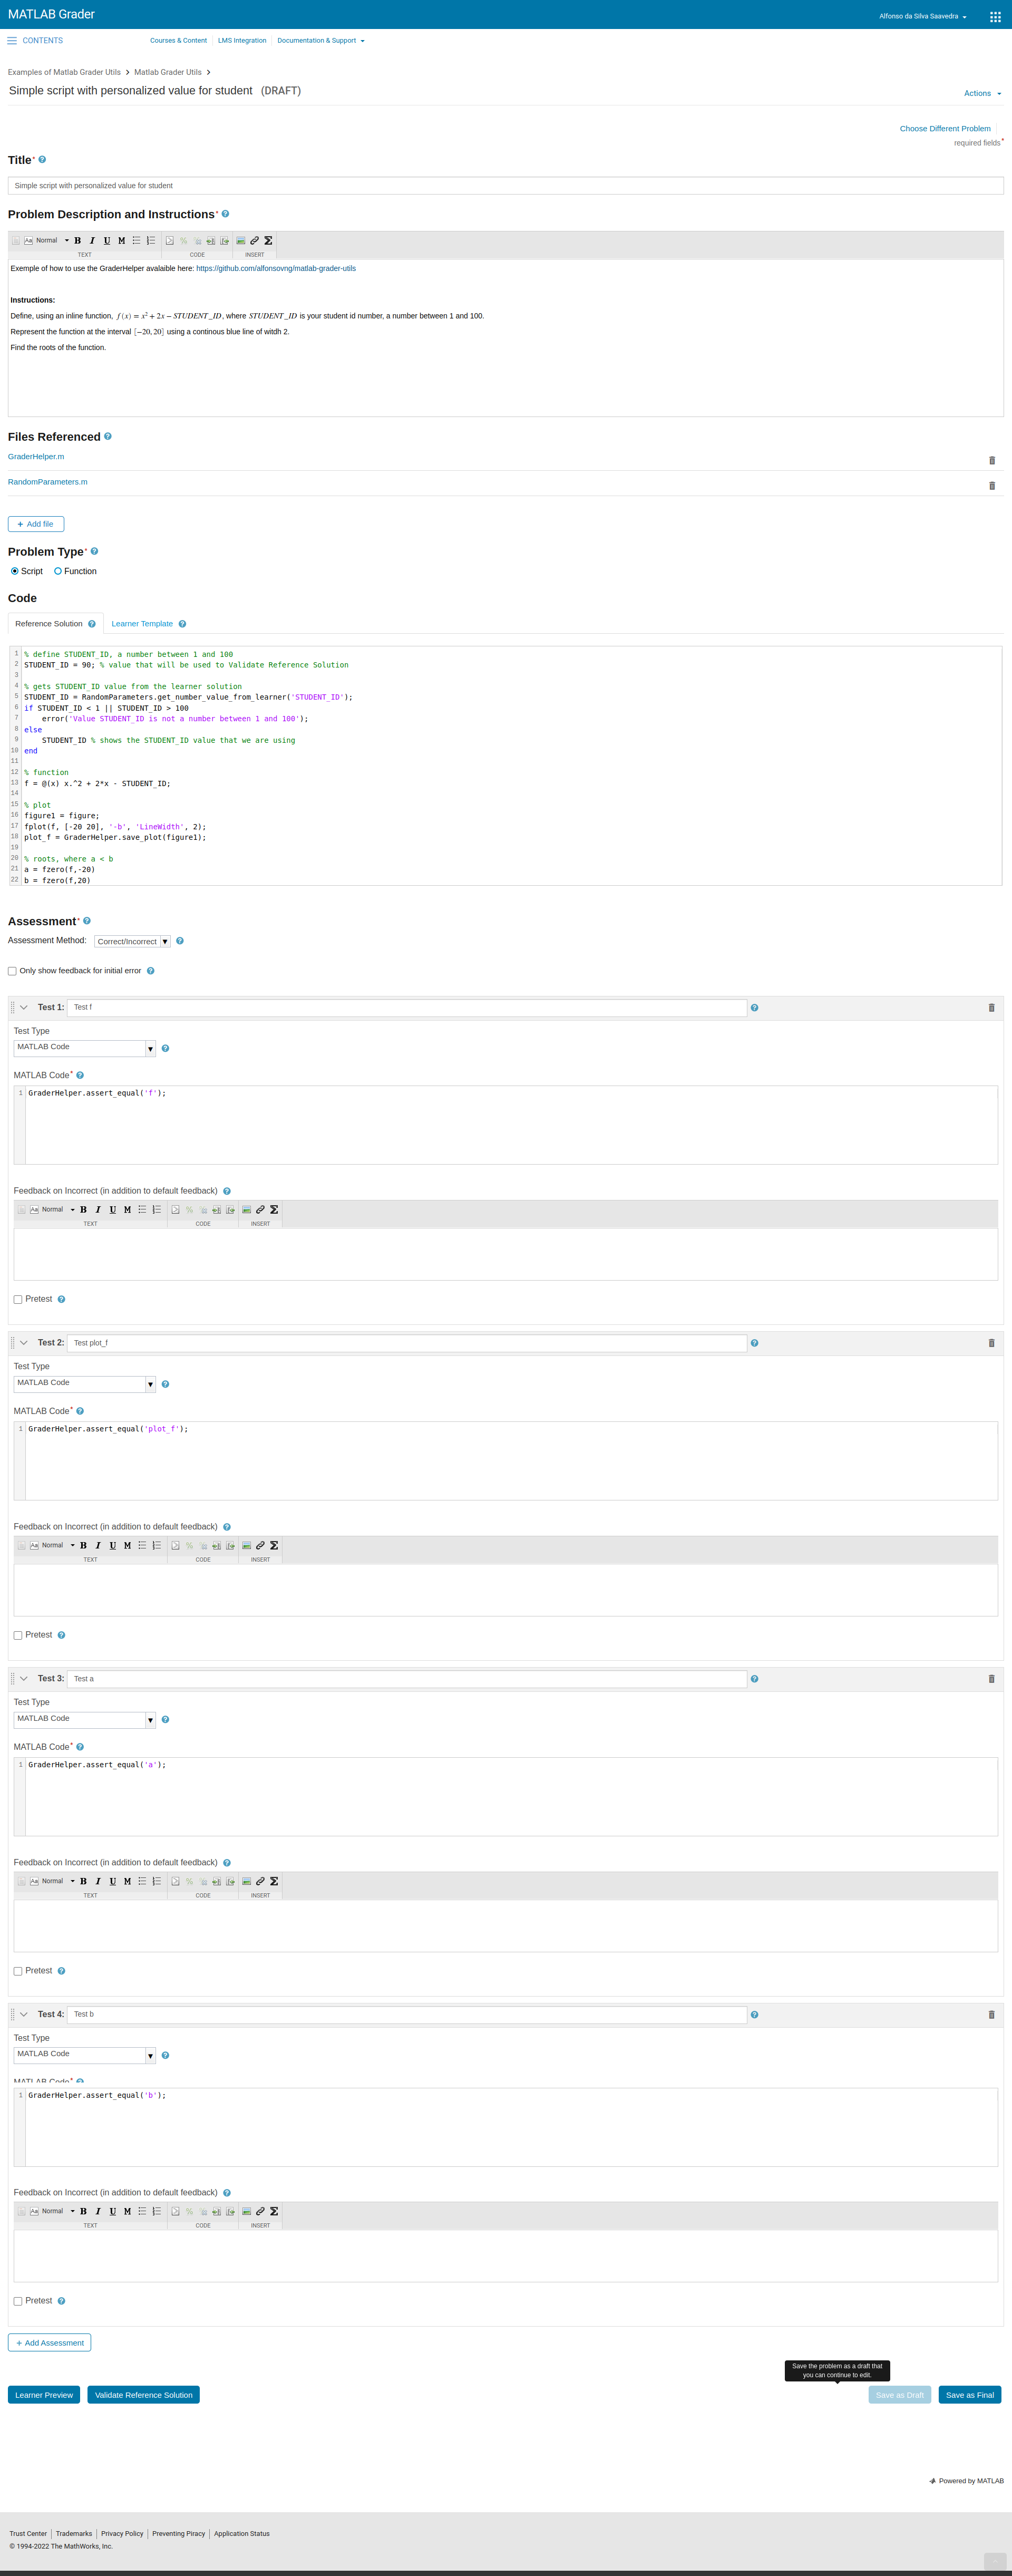 MATLAB Grader
Alfonso da Silva Saavedra
CONTENTS
Courses & Content
LMS Integration
Documentation & Support
Examples of Matlab Grader Utils
Matlab Grader Utils
Simple script with personalized value for student (DRAFT)
Actions
Choose Different Problem
required fields*
Title*
Simple script with personalized value for student
Problem Description and Instructions*
Normal B I U M
TEXT CODE INSERT
Exemple of how to use the GraderHelper avalaible here: https://github.com/alfonsovng/matlab-grader-utils
Instructions:
Define, using an inline function, f (x) = x² + 2x − STUDENT_ID, where STUDENT_ID is your student id number, a number between 1 and 100.
Represent the function at the interval [−20, 20] using a continous blue line of witdh 2.
Find the roots of the function.
Files Referenced
GraderHelper.m
RandomParameters.m
+ Add file
Problem Type*
Script
Function
Code
Reference Solution
Learner Template
1 % define STUDENT_ID, a number between 1 and 100
2 STUDENT_ID = 90; % value that will be used to Validate Reference Solution
3
4 % gets STUDENT_ID value from the learner solution
5 STUDENT_ID = RandomParameters.get_number_value_from_learner('STUDENT_ID');
6 if STUDENT_ID < 1 || STUDENT_ID > 100
7 error('Value STUDENT_ID is not a number between 1 and 100');
8 else
9 STUDENT_ID % shows the STUDENT_ID value that we are using
10 end
11
12 % function
13 f = @(x) x.^2 + 2*x - STUDENT_ID;
14
15 % plot
16 figure1 = figure;
17 fplot(f, [-20 20], '-b', 'LineWidth', 2);
18 plot_f = GraderHelper.save_plot(figure1);
19
20 % roots, where a < b
21 a = fzero(f,-20)
22 b = fzero(f,20)
Assessment*
Assessment Method: Correct/Incorrect
Only show feedback for initial error
Test 1: Test f
Test Type
MATLAB Code
MATLAB Code*
1 GraderHelper.assert_equal('f');
Feedback on Incorrect (in addition to default feedback)
Normal B I U M
TEXT CODE INSERT
Pretest
Test 2: Test plot_f
Test Type
MATLAB Code
MATLAB Code*
1 GraderHelper.assert_equal('plot_f');
Feedback on Incorrect (in addition to default feedback)
Normal B I U M
TEXT CODE INSERT
Pretest
Test 3: Test a
Test Type
MATLAB Code
MATLAB Code*
1 GraderHelper.assert_equal('a');
Feedback on Incorrect (in addition to default feedback)
Normal B I U M
TEXT CODE INSERT
Pretest
Test 4: Test b
Test Type
MATLAB Code
MATLAB Code*
1 GraderHelper.assert_equal('b');
Feedback on Incorrect (in addition to default feedback)
Normal B I U M
TEXT CODE INSERT
Pretest
+ Add Assessment
Save the problem as a draft that
you can continue to edit.
Learner Preview
Validate Reference Solution
Save as Draft
Save as Final
Powered by MATLAB
Trust Center
Trademarks
Privacy Policy
Preventing Piracy
Application Status
© 1994-2022 The MathWorks, Inc.